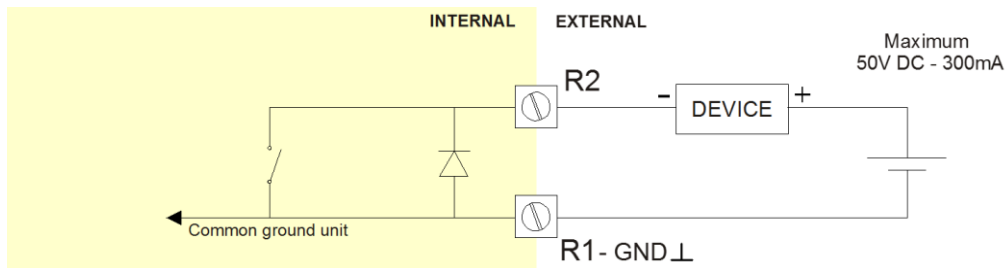 INTERNAL EXTERNAL
Maximum
50V DC - 300mA
R2
- DEVICE +
Common ground unit
R1 - GND ⊥